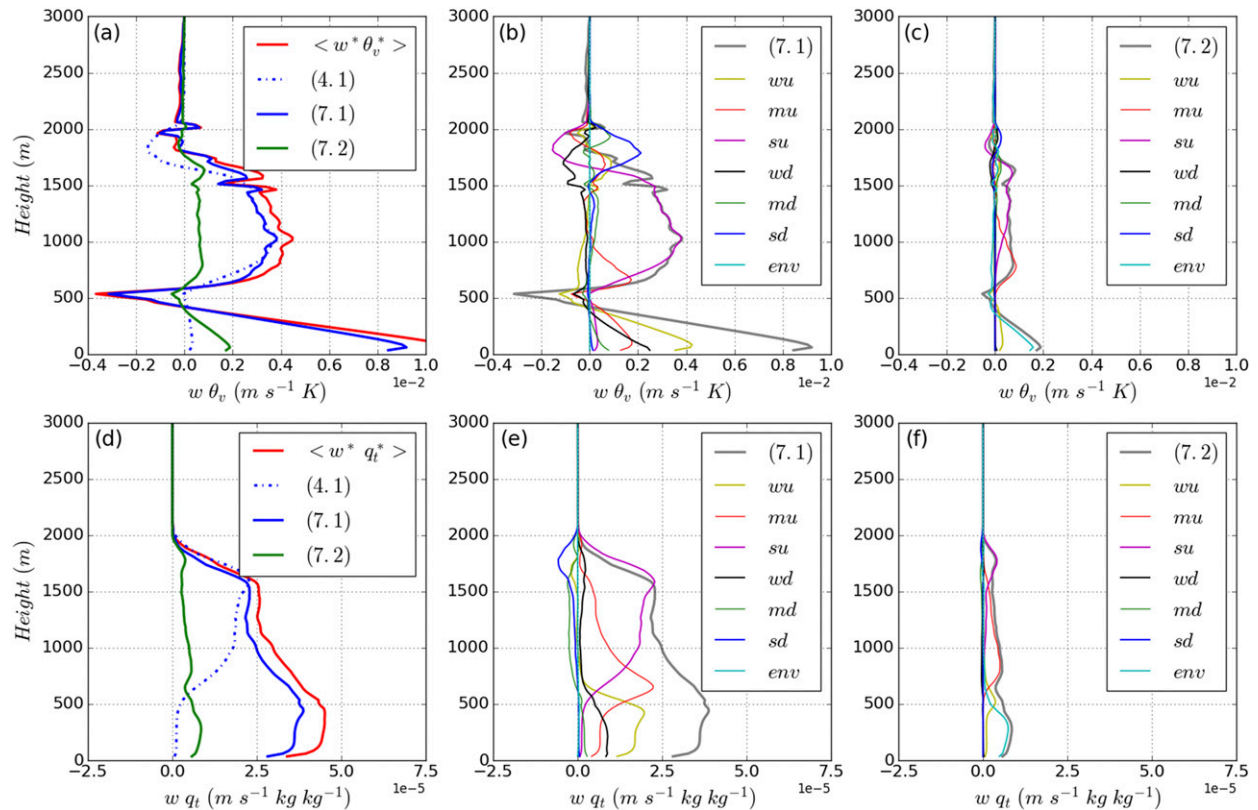 3000
2500
2000
1500
1000
500
0
Height (m)
(a)
< w* θ_v* >
(4.1)
(7.1)
(7.2)
−0.4 −0.2 0.0 0.2 0.4 0.6 0.8 1.0
1e−2
w θ_v (m s⁻¹ K)
3000
2500
2000
1500
1000
500
0
(b)
(7.1)
wu
mu
su
wd
md
sd
env
−0.4 −0.2 0.0 0.2 0.4 0.6 0.8 1.0
1e−2
w θ_v (m s⁻¹ K)
3000
2500
2000
1500
1000
500
0
(c)
(7.2)
wu
mu
su
wd
md
sd
env
−0.4 −0.2 0.0 0.2 0.4 0.6 0.8 1.0
1e−2
w θ_v (m s⁻¹ K)
3000
2500
2000
1500
1000
500
0
Height (m)
(d)
< w* q_t* >
(4.1)
(7.1)
(7.2)
−2.5 0.0 2.5 5.0 7.5
1e−5
w q_t (m s⁻¹ kg kg⁻¹)
3000
2500
2000
1500
1000
500
0
(e)
(7.1)
wu
mu
su
wd
md
sd
env
−2.5 0.0 2.5 5.0 7.5
1e−5
w q_t (m s⁻¹ kg kg⁻¹)
3000
2500
2000
1500
1000
500
0
(f)
(7.2)
wu
mu
su
wd
md
sd
env
−2.5 0.0 2.5 5.0 7.5
1e−5
w q_t (m s⁻¹ kg kg⁻¹)